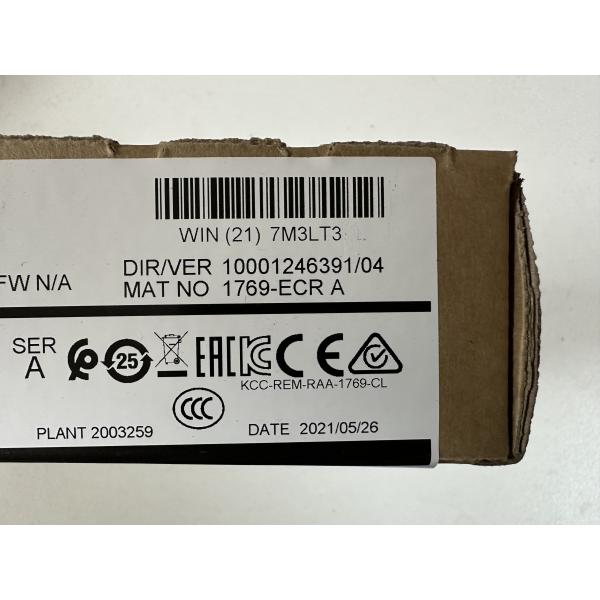 WIN (21) 7M3LT3
FW N/A
DIR/VER 10001246391/04
MAT NO 1769-ECR A
SER
A
25
EAC
KC
CE
KCC-REM-RAA-1769-CL
CCC
PLANT 2003259
DATE 2021/05/26